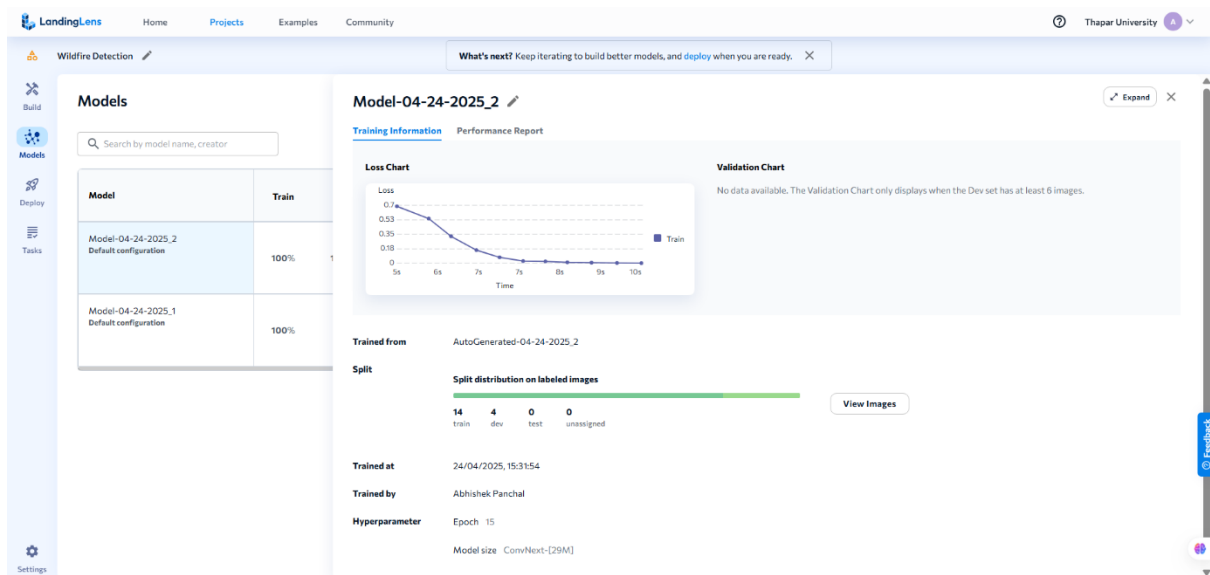 LandingLens Home Projects Examples Community Thapar University A
Wildfire Detection What's next? Keep iterating to build better models, and deploy when you are ready.
Build
Models
Deploy
Tasks
Settings
Models
Search by model name, creator
Model Train
Model-04-24-2025_2
Default configuration
100% 1
Model-04-24-2025_1
Default configuration
100%
Model-04-24-2025_2 Expand
Training Information Performance Report
Loss Chart
Loss
0.7
0.53
0.35
0.18
0
5s 6s 7s 7s 8s 9s 10s
Time
Train
Validation Chart
No data available. The Validation Chart only displays when the Dev set has at least 6 images.
Trained from AutoGenerated-04-24-2025_2
Split
Split distribution on labeled images
14 4 0 0
train dev test unassigned
View Images
Trained at 24/04/2025, 15:31:54
Trained by Abhishek Panchal
Hyperparameter Epoch 15
Model size ConvNext-[29M]
Feedback